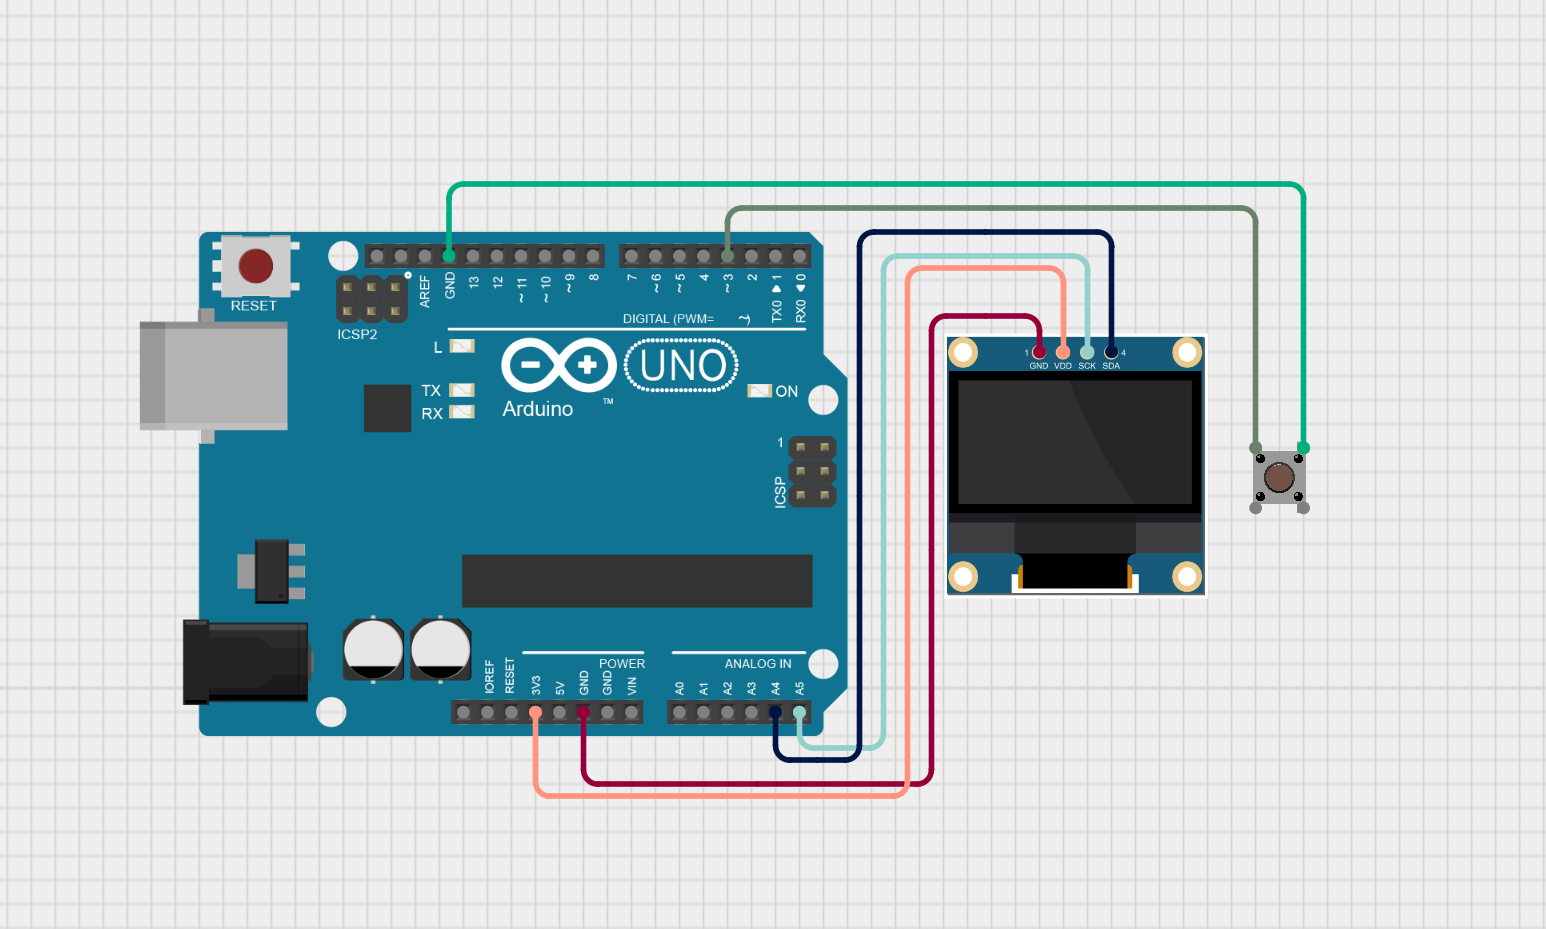 RESET
ICSP2
AREF
GND
13
12
~ 11
~ 10
~ 9
8
7
~ 6
~ 5
4
~ 3
2
TX0 ▶ 1
RX0 ◀ 0
DIGITAL (PWM= ~)
L
TX
RX
UNO
ON
Arduino
TM
1
ICSP
POWER
ANALOG IN
IOREF
RESET
3V3
5V
GND
GND
VIN
A0
A1
A2
A3
A4
A5
1
4
GND VDD SCK SDA